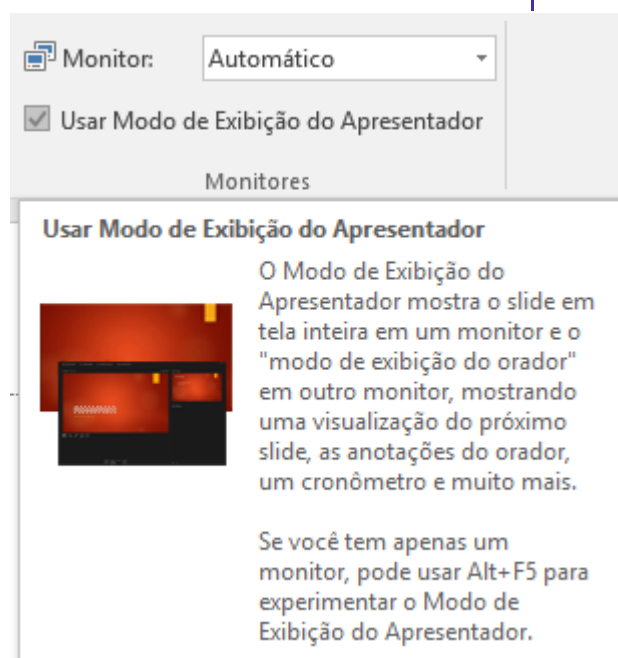 Monitor: Automático
Usar Modo de Exibição do Apresentador
Monitores
Usar Modo de Exibição do Apresentador
O Modo de Exibição do
Apresentador mostra o slide em
tela inteira em um monitor e o
"modo de exibição do orador"
em outro monitor, mostrando
uma visualização do próximo
slide, as anotações do orador,
um cronômetro e muito mais.
Se você tem apenas um
monitor, pode usar Alt+F5 para
experimentar o Modo de
Exibição do Apresentador.